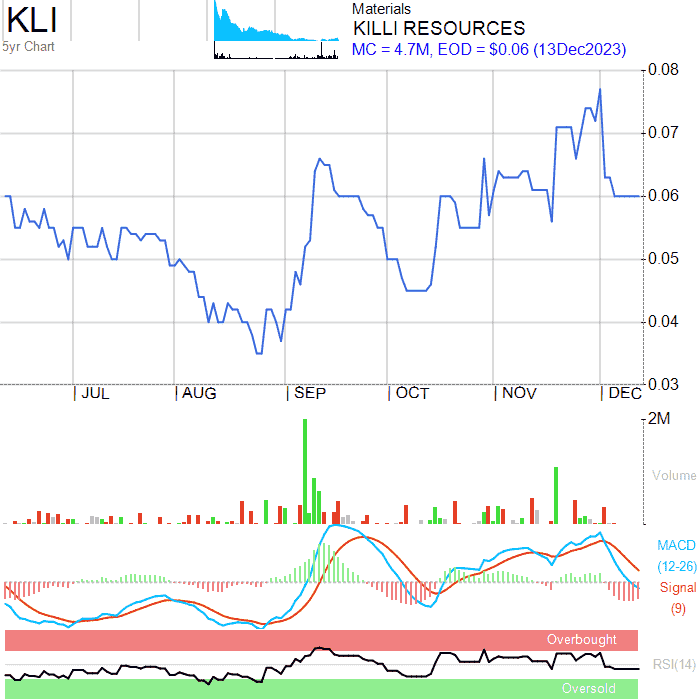 KLI
5yr Chart
Materials
KILLI RESOURCES
MC = 4.7M, EOD = $0.06 (13Dec2023)
0.08
0.07
0.06
0.05
0.04
0.03
| JUL | AUG | SEP | OCT | NOV | DEC
2M
Volume
MACD
(12-26)
Signal
(9)
Overbought
RSI(14)
Oversold